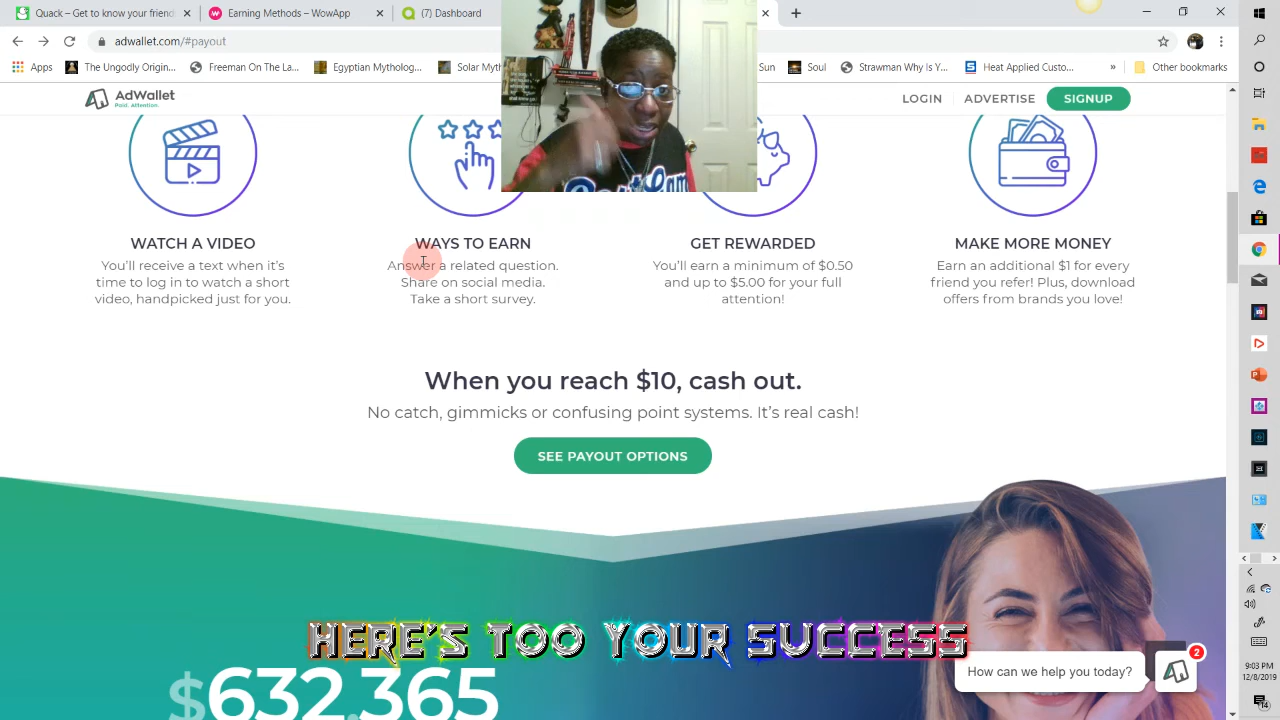 Quack – Get to Know
Earning Methods – WowApp
(7) Dashboard
adwallet.com/#payout
Apps
The Ungod: Origin
Freeman On The La
Egyptian Mytholog
Solar Myth
Sun
Soul
Strawman Why Is Y
Head Applied Custo
»
Other bookmarks
AdWallet
Paid. Attention.
LOGIN
ADVERTISE
SIGNUP
WATCH A VIDEO
You'll receive a text when it's
time to log in to watch a short
video, handpicked just for you.
WAYS TO EARN
Answer a related question.
Share on social media.
Take a short survey.
GET REWARDED
You'll earn a minimum of $0.50
and up to $5.00 for your full
attention!
MAKE MORE MONEY
Earn an additional $1 for every
friend you refer! Plus, download
offers from brands you love!
When you reach $10, cash out.
No catch, gimmicks or confusing point systems. It's real cash!
SEE PAYOUT OPTIONS
HERE'S TOO YOUR SUCCESS
$632,365
How can we help you today?
2
9:03 PM
12/8/2019